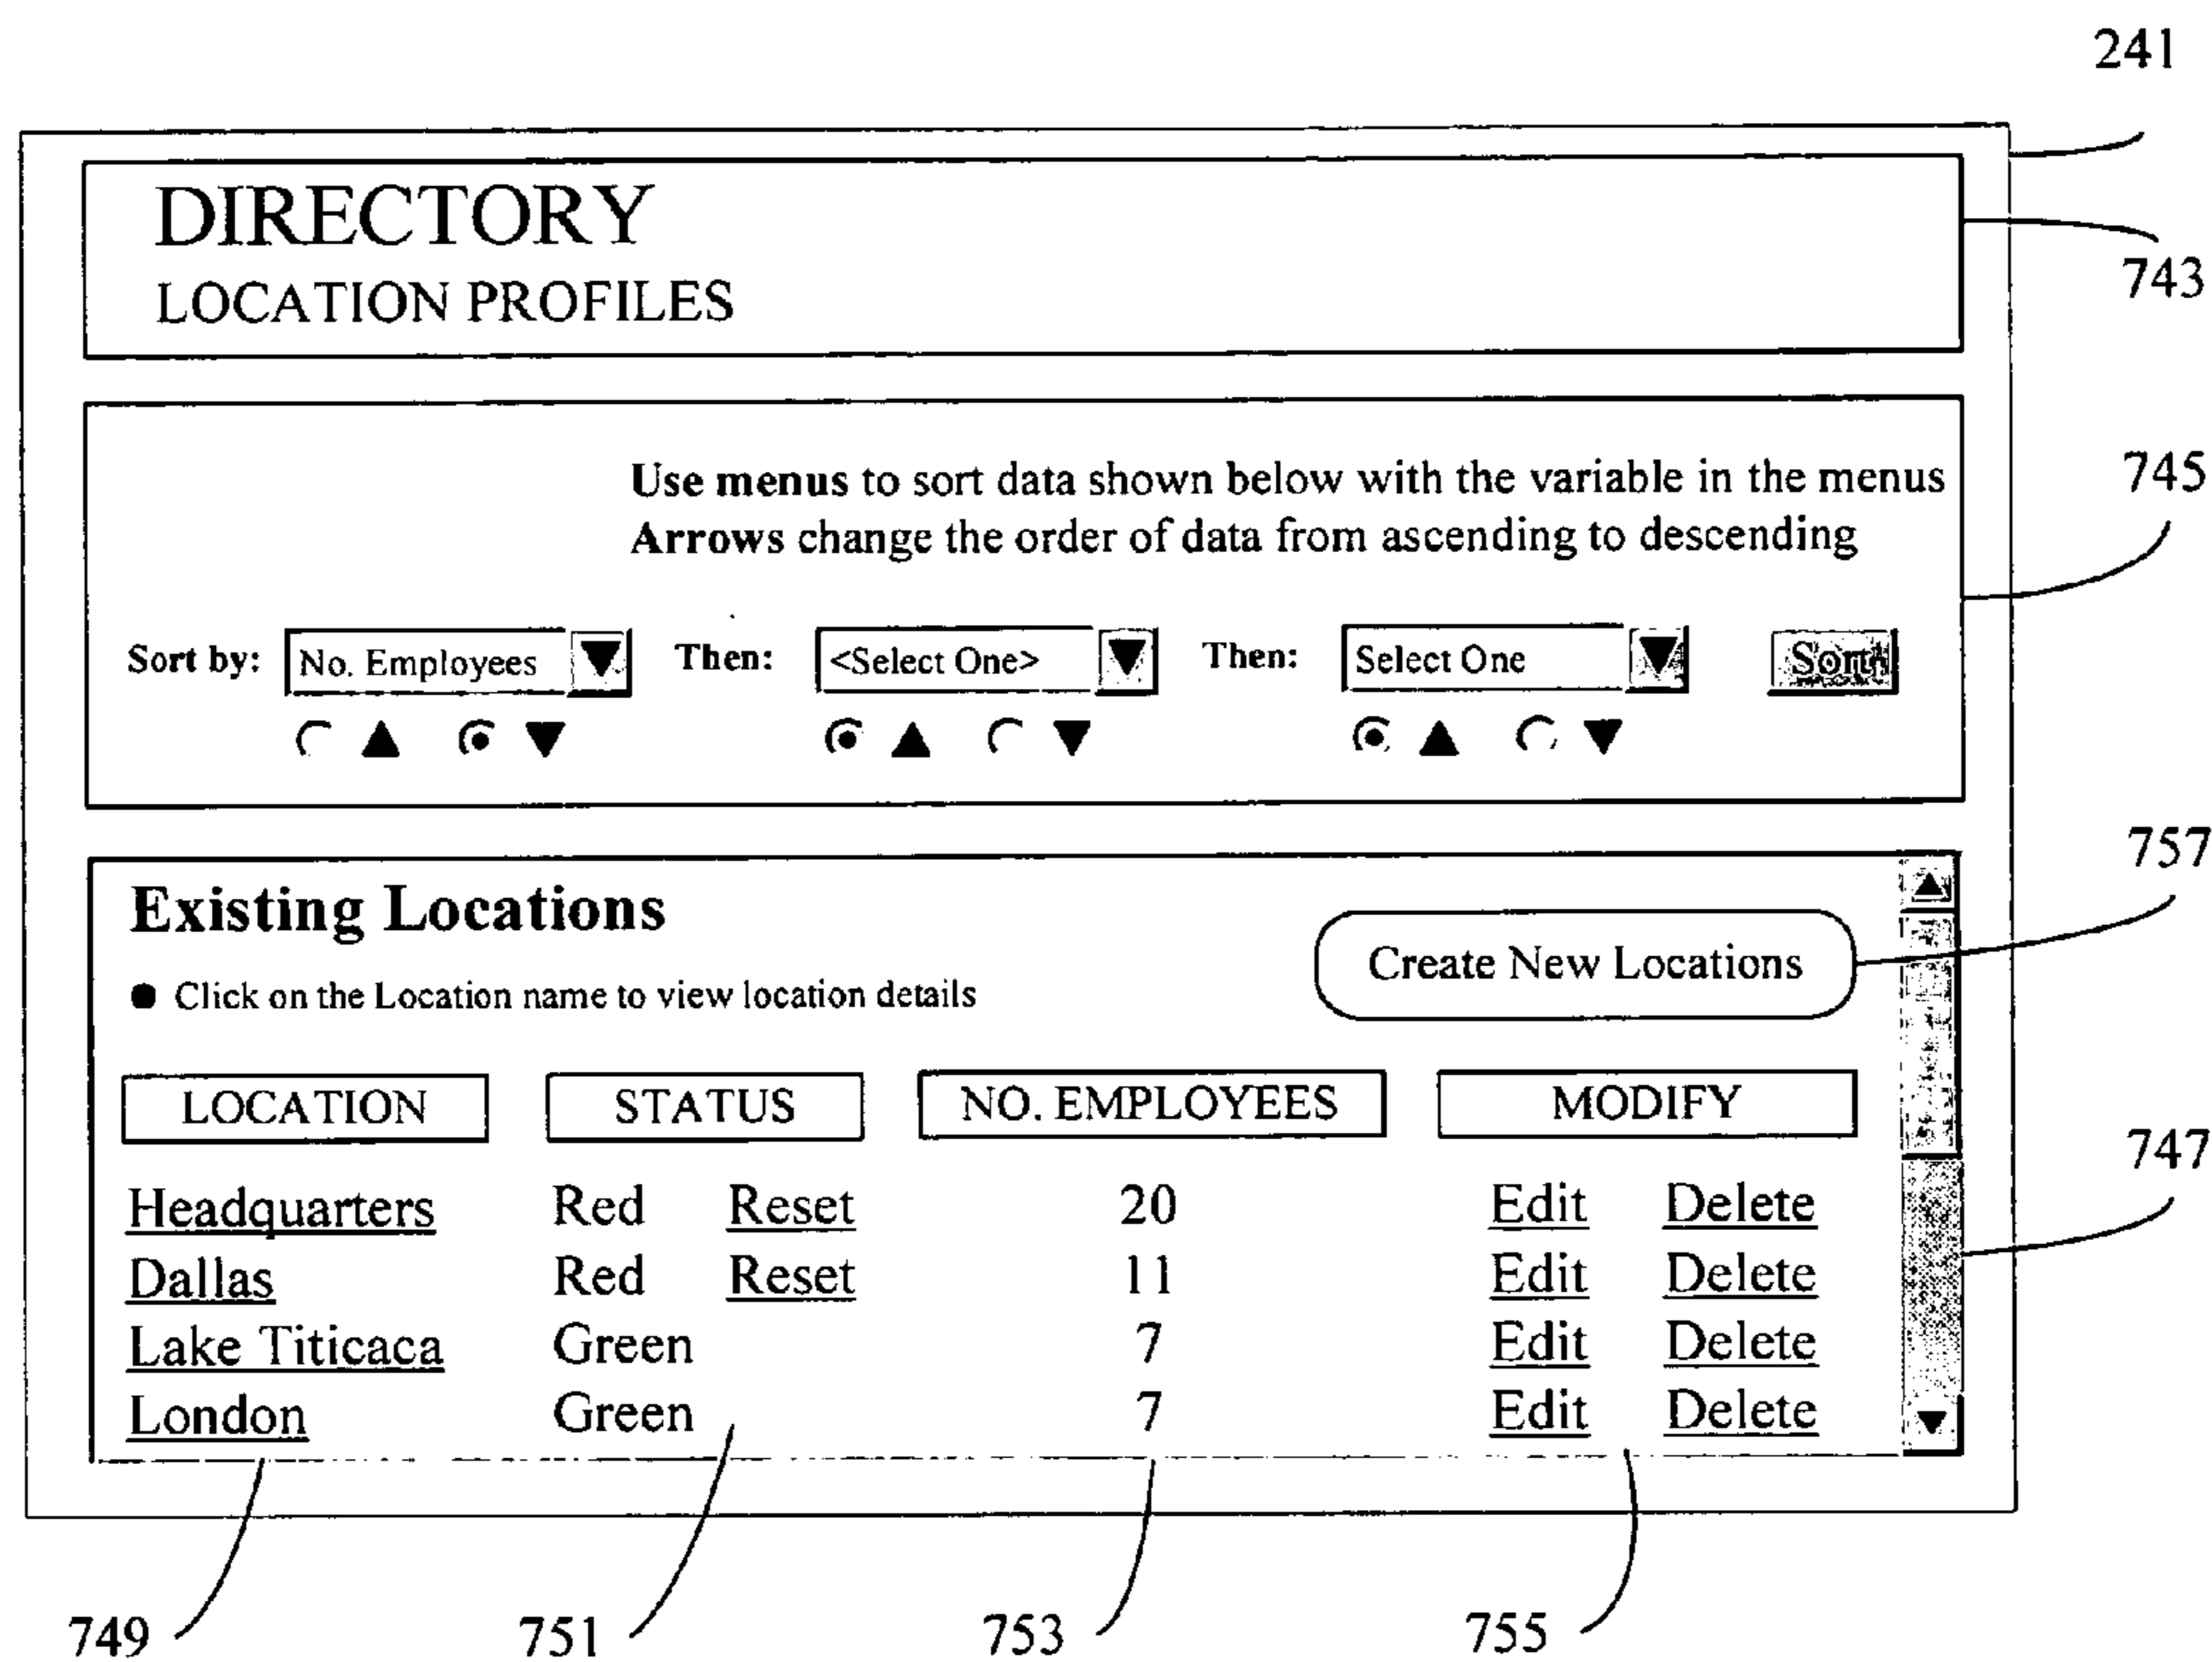 241
DIRECTORY
LOCATION PROFILES
743
Use menus to sort data shown below with the variable in the menus
Arrows change the order of data from ascending to descending
745
Sort by: No. Employees Then: <Select One> Then: Select One Sort
757
Existing Locations
Create New Locations
Click on the Location name to view location details
LOCATION STATUS NO. EMPLOYEES MODIFY
747
Headquarters Red Reset 20 Edit Delete
Dallas Red Reset 11 Edit Delete
Lake Titicaca Green 7 Edit Delete
London Green 7 Edit Delete
749 751 753 755